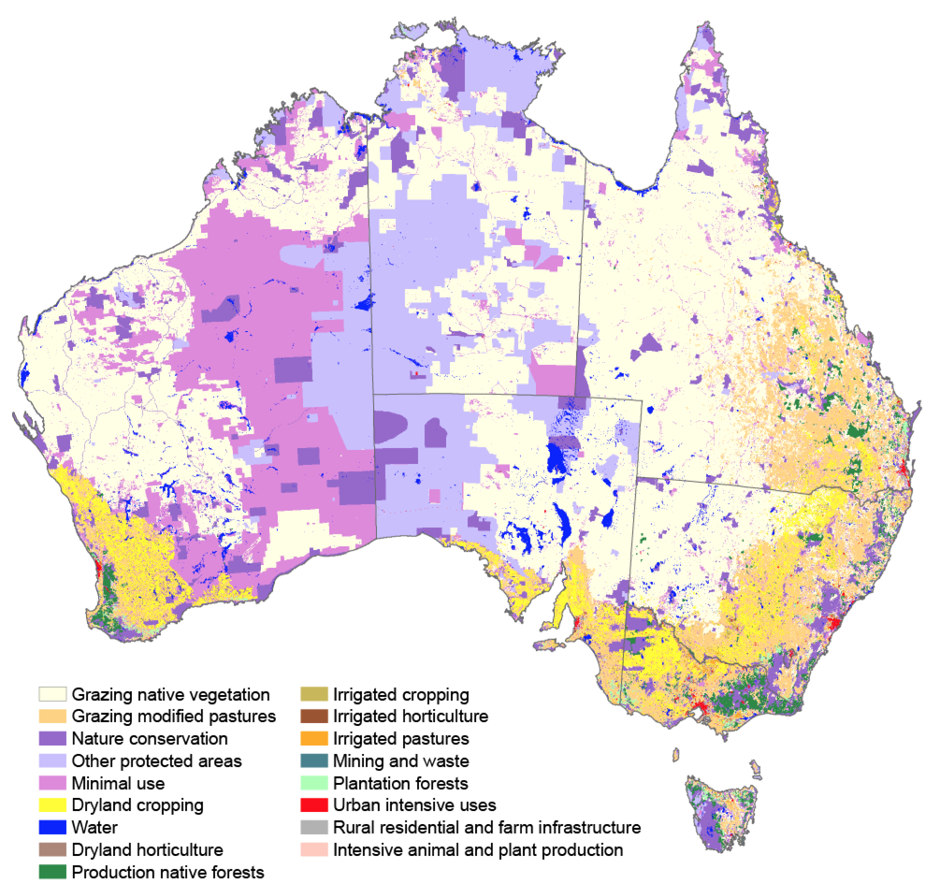 Grazing native vegetation
Grazing modified pastures
Nature conservation
Other protected areas
Minimal use
Dryland cropping
Water
Dryland horticulture
Production native forests
Irrigated cropping
Irrigated horticulture
Irrigated pastures
Mining and waste
Plantation forests
Urban intensive uses
Rural residential and farm infrastructure
Intensive animal and plant production